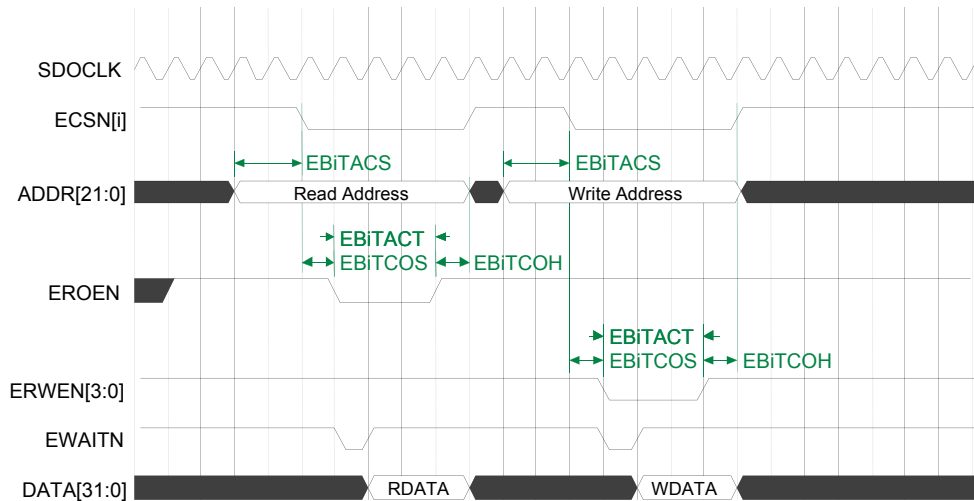 SDOCLK
ECSN[i]
EBiTACS EBiTACS
ADDR[21:0] Read Address Write Address
EBiTACT
EBiTCOS EBiTCOH
EROEN
EBiTACT
EBiTCOS EBiTCOH
ERWEN[3:0]
EWAITN
DATA[31:0] RDATA WDATA